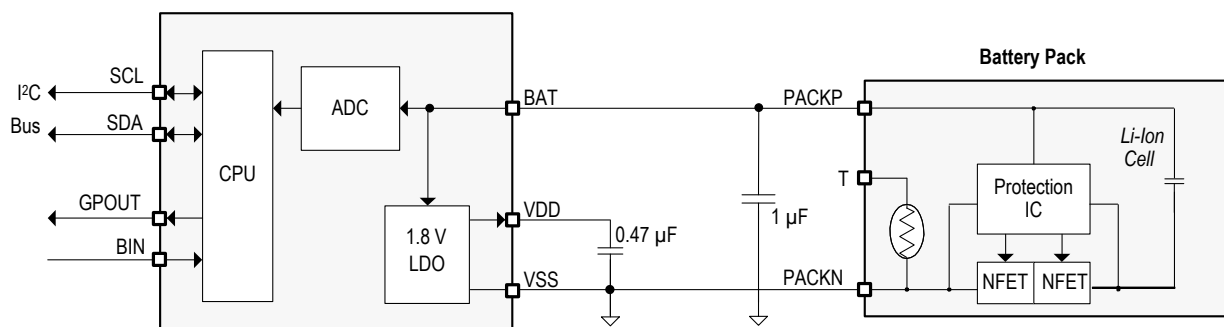 I²C
Bus
SCL
SDA
GPOUT
BIN
CPU
ADC
1.8 V
LDO
BAT
VDD
VSS
0.47 µF
1 µF
Battery Pack
PACKP
T
PACKN
Protection
IC
NFET
NFET
Li-Ion
Cell